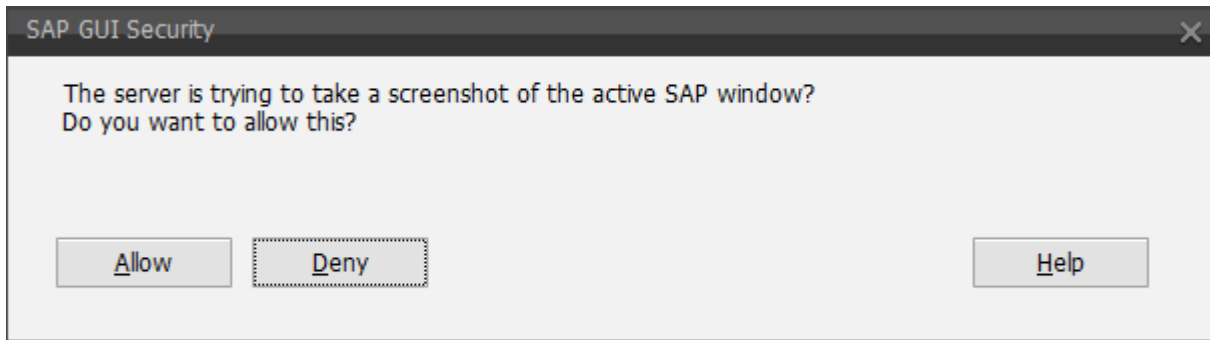 SAP GUI Security
The server is trying to take a screenshot of the active SAP window?
Do you want to allow this?
Allow
Deny
Help